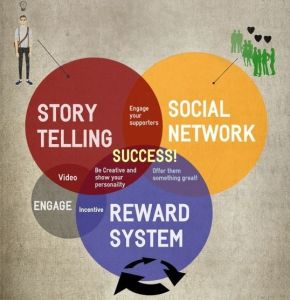 STORY
TELLING
Engage
your
supporters
SOCIAL
NETWORK
SUCCESS!
Video
Be Creative and
show your
personality
Offer them
something great!
ENGAGE
Incentive
REWARD
SYSTEM